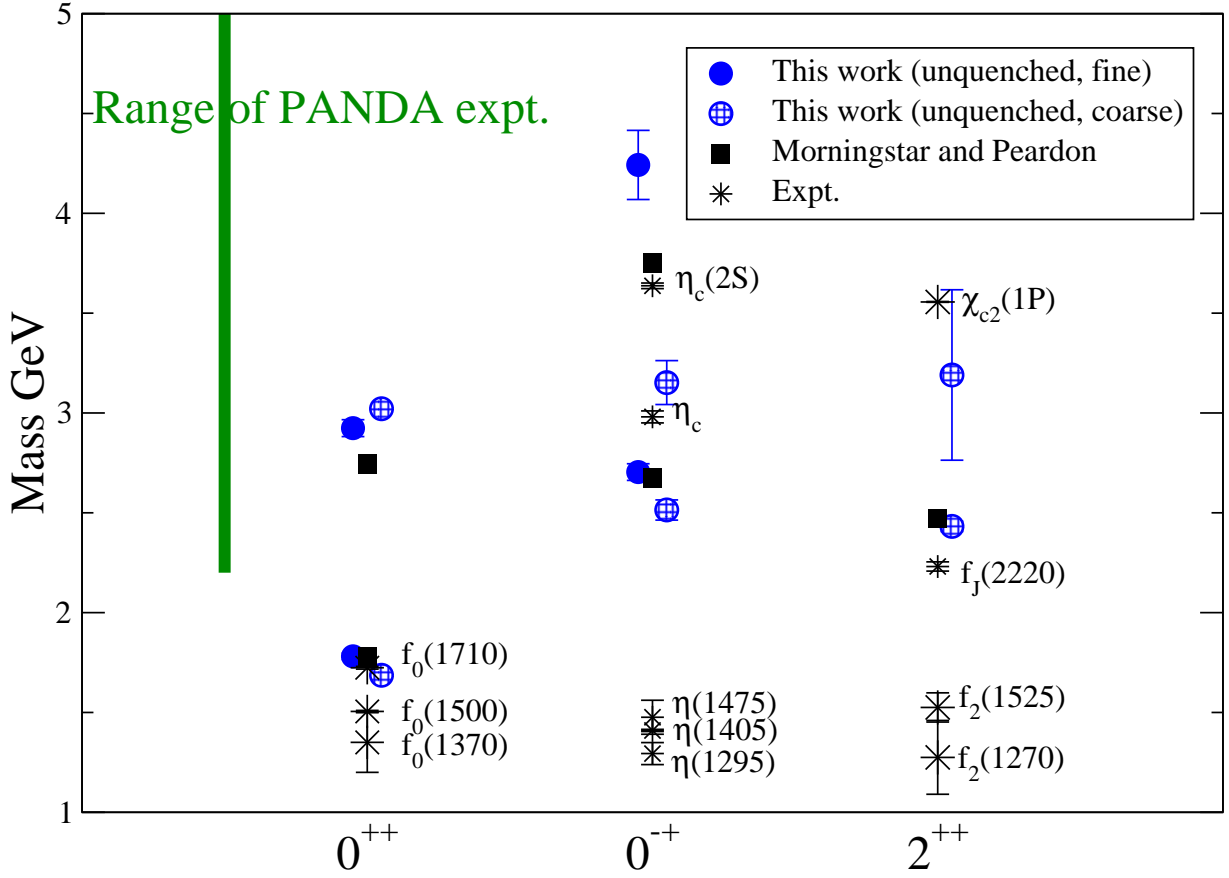 5
This work (unquenched, fine)
Range of PANDA expt.
This work (unquenched, coarse)
Morningstar and Peardon
Expt.
4
η_c(2S)
χ_c2(1P)
Mass GeV
3
η_c
f_J(2220)
2
f_0(1710)
f_0(1500)
f_0(1370)
η(1475)
η(1405)
η(1295)
f_2(1525)
f_2(1270)
1
0^++
0^-+
2^++